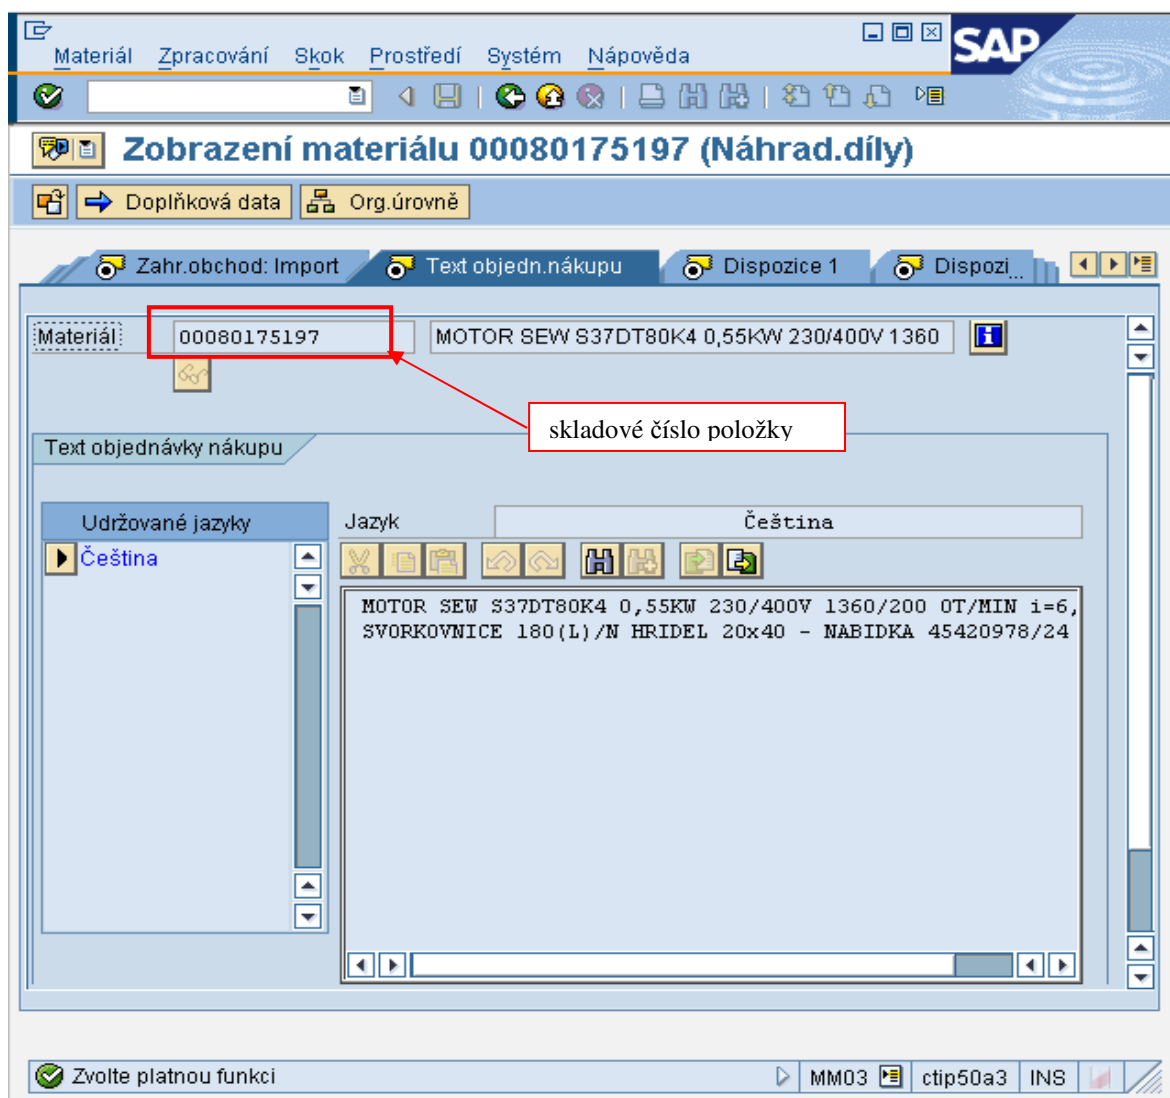 Materiál Zpracování Skok Prostředí Systém Nápověda
SAP
Zobrazení materiálu 00080175197 (Náhrad.díly)
Doplňková data Org.úrovně
Zahr.obchod: Import Text objedn.nákupu Dispozice 1 Dispozi...
Materiál 00080175197 MOTOR SEW S37DT80K4 0,55KW 230/400V 1360
skladové číslo položky
Text objednávky nákupu
Udržované jazyky Jazyk Čeština
Čeština
MOTOR SEW S37DT80K4 0,55KW 230/400V 1360/200 OT/MIN i=6,
SVORKOVNICE 180(L)/N HRIDEL 20x40 - NABIDKA 45420978/24
Zvolte platnou funkci MM03 ctip50a3 INS